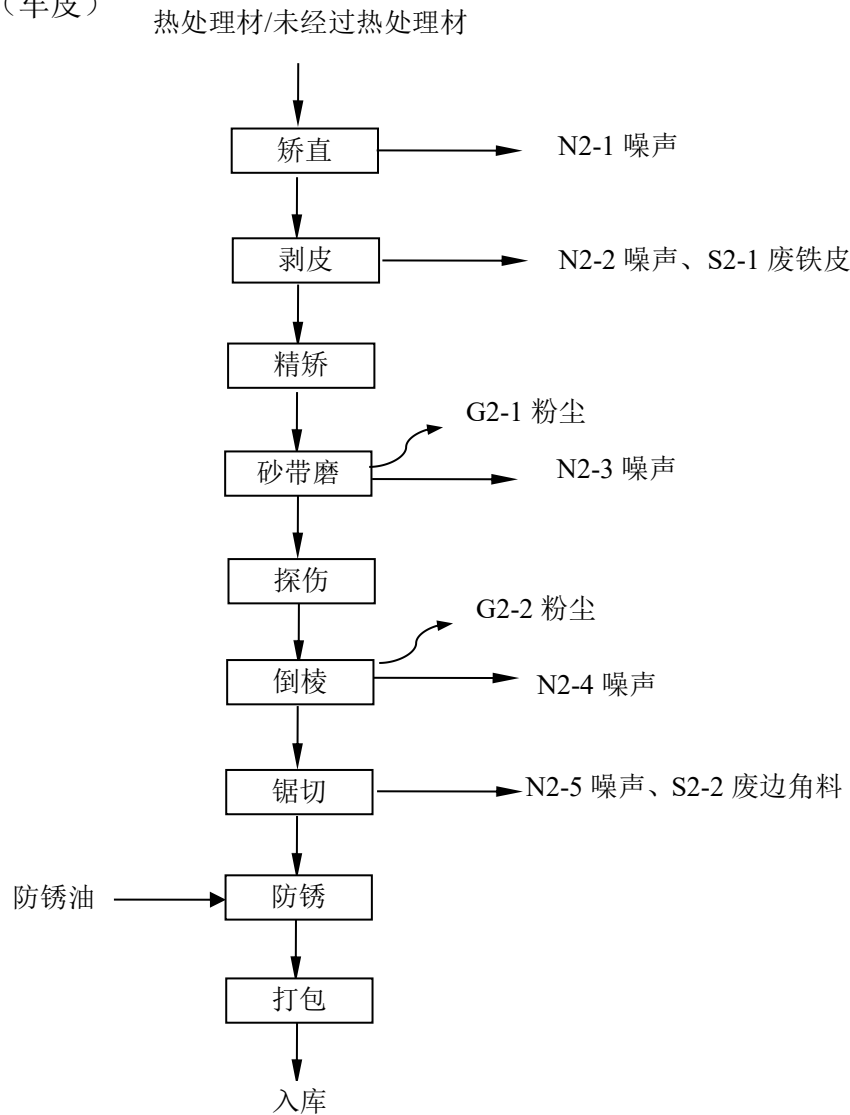 （车皮）
热处理材/未经过热处理材
矫直
N2-1 噪声
剥皮
N2-2 噪声、S2-1 废铁皮
精矫
G2-1 粉尘
砂带磨
N2-3 噪声
探伤
G2-2 粉尘
倒棱
N2-4 噪声
锯切
N2-5 噪声、S2-2 废边角料
防锈油
防锈
打包
入库